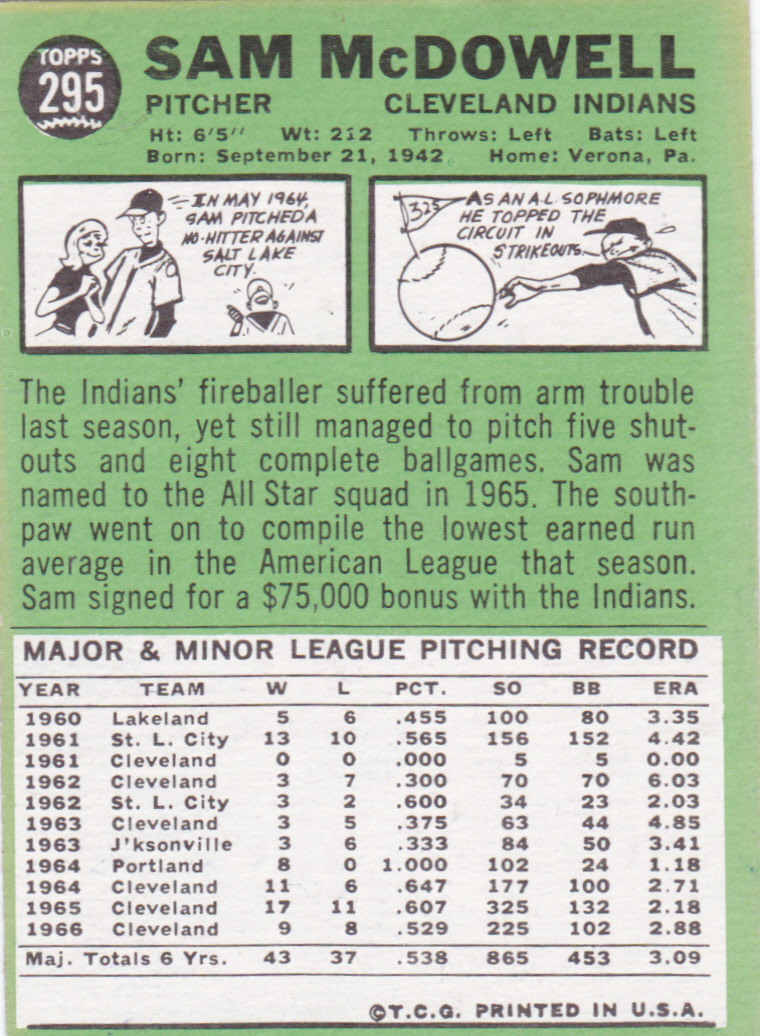 TOPPS
295
SAM McDOWELL
PITCHER CLEVELAND INDIANS
Ht: 6'5" Wt: 212 Throws: Left Bats: Left
Born: September 21, 1942 Home: Verona, Pa.
IN MAY 1964,
SAM PITCHED A
NO-HITTER AGAINST
SALT LAKE
CITY.
325
AS AN A.L. SOPHMORE
HE TOPPED THE
CIRCUIT IN
STRIKEOUTS.
The Indians' fireballer suffered from arm trouble
last season, yet still managed to pitch five shut-
outs and eight complete ballgames. Sam was
named to the All Star squad in 1965. The south-
paw went on to compile the lowest earned run
average in the American League that season.
Sam signed for a $75,000 bonus with the Indians.
MAJOR & MINOR LEAGUE PITCHING RECORD
YEAR TEAM W L PCT. SO BB ERA
1960 Lakeland 5 6 .455 100 80 3.35
1961 St. L. City 13 10 .565 156 152 4.42
1961 Cleveland 0 0 .000 5 5 0.00
1962 Cleveland 3 7 .300 70 70 6.03
1962 St. L. City 3 2 .600 34 23 2.03
1963 Cleveland 3 5 .375 63 44 4.85
1963 J'ksonville 3 6 .333 84 50 3.41
1964 Portland 8 0 1.000 102 24 1.18
1964 Cleveland 11 6 .647 177 100 2.71
1965 Cleveland 17 11 .607 325 132 2.18
1966 Cleveland 9 8 .529 225 102 2.88
Maj. Totals 6 Yrs. 43 37 .538 865 453 3.09
©T.C.G. PRINTED IN U.S.A.